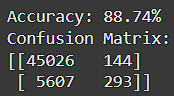 Accuracy: 88.74%
Confusion Matrix:
[[45026 144]
[ 5607 293]]